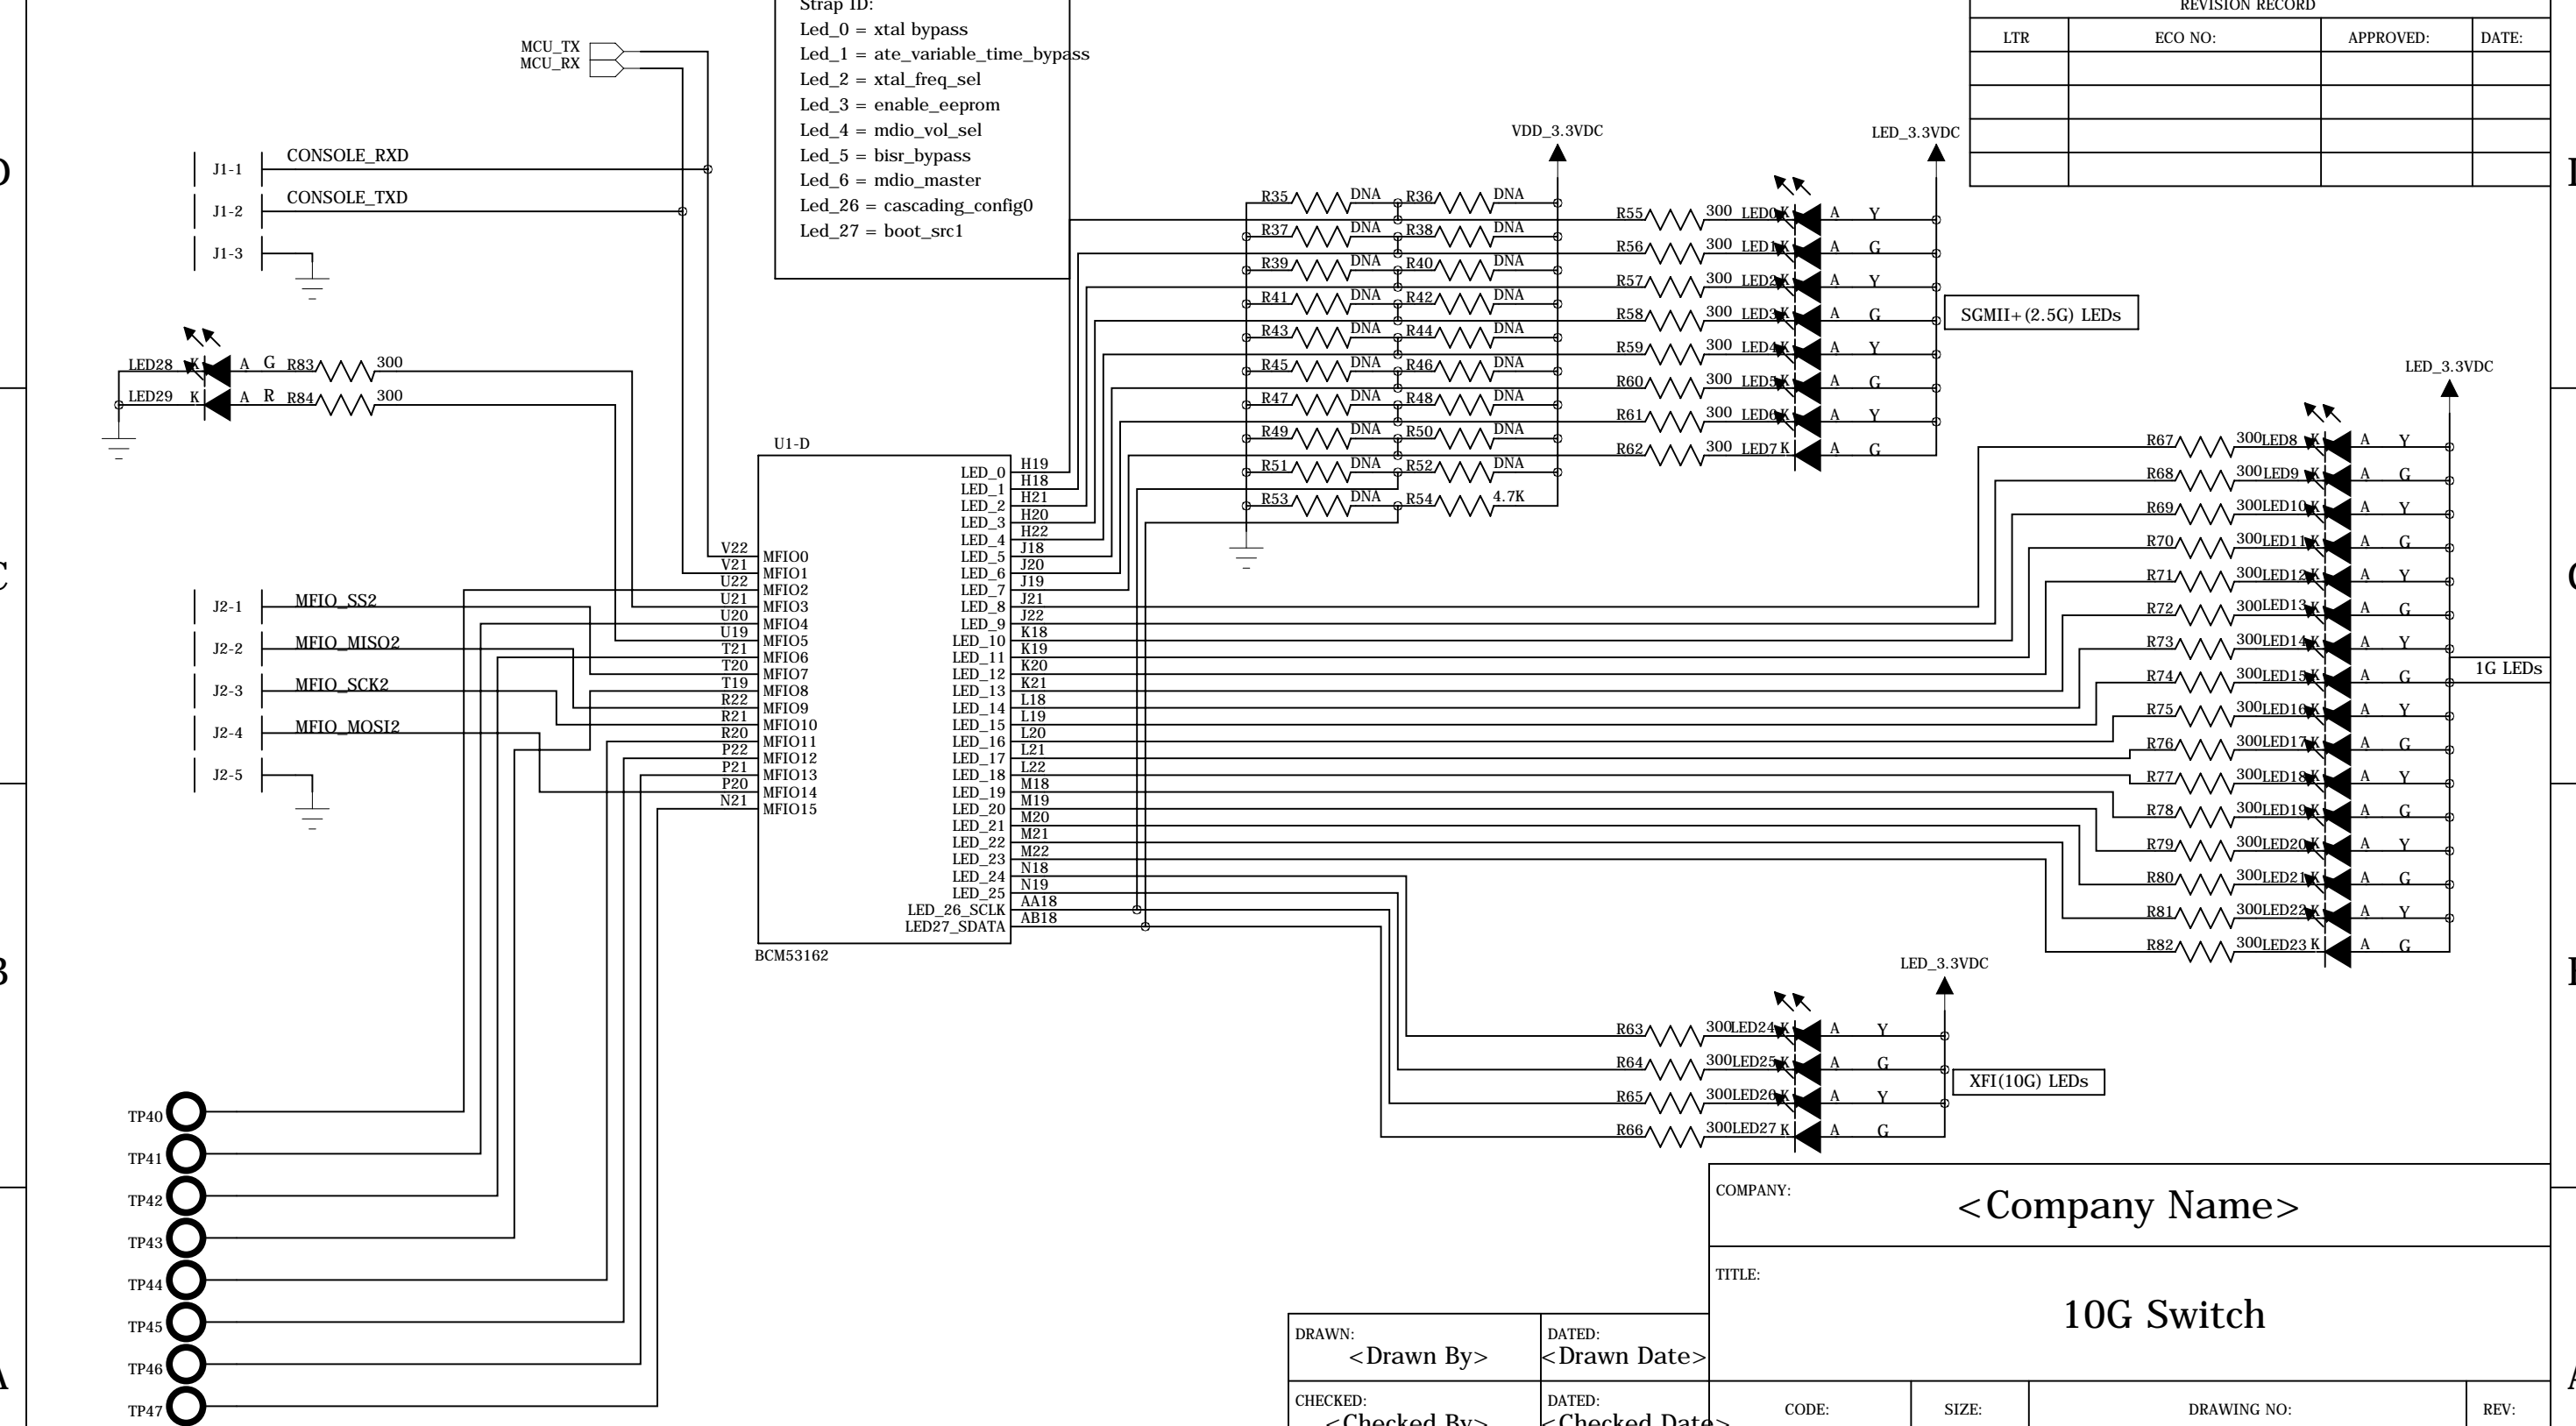 Strap ID:
Led_0 = xtal bypass
Led_1 = ate_variable_time_bypass
Led_2 = xtal_freq_sel
Led_3 = enable_eeprom
Led_4 = mdio_vol_sel
Led_5 = bisr_bypass
Led_6 = mdio_master
Led_26 = cascading_config0
Led_27 = boot_src1
REVISION RECORD
LTR ECO NO: APPROVED: DATE:
MCU_TX
MCU_RX
J1-1 CONSOLE_RXD
J1-2 CONSOLE_TXD
J1-3
LED28 K A G R83 300
LED29 K A R R84 300
VDD_3.3VDC
LED_3.3VDC
R35 DNA R36 DNA
R37 DNA R38 DNA
R39 DNA R40 DNA
R41 DNA R42 DNA
R43 DNA R44 DNA
R45 DNA R46 DNA
R47 DNA R48 DNA
R49 DNA R50 DNA
R51 DNA R52 DNA
R53 DNA R54 4.7K
R55 300 LED0 K A Y
R56 300 LED1 K A G
R57 300 LED2 K A Y
R58 300 LED3 K A G
R59 300 LED4 K A Y
R60 300 LED5 K A G
R61 300 LED6 K A Y
R62 300 LED7 K A G
SGMII+(2.5G) LEDs
LED_3.3VDC
R67 300 LED8 K A Y
R68 300 LED9 K A G
R69 300 LED10 K A Y
R70 300 LED11 K A G
R71 300 LED12 K A Y
R72 300 LED13 K A G
R73 300 LED14 K A Y
R74 300 LED15 K A G
R75 300 LED16 K A Y
R76 300 LED17 K A G
R77 300 LED18 K A Y
R78 300 LED19 K A G
R79 300 LED20 K A Y
R80 300 LED21 K A G
R81 300 LED22 K A Y
R82 300 LED23 K A G
1G LEDs
U1-D
V22 MFIO0
V21 MFIO1
U22 MFIO2
U21 MFIO3
U20 MFIO4
U19 MFIO5
T21 MFIO6
T20 MFIO7
T19 MFIO8
R22 MFIO9
R21 MFIO10
R20 MFIO11
P22 MFIO12
P21 MFIO13
P20 MFIO14
N21 MFIO15
LED_0 H19
LED_1 H18
LED_2 H21
LED_3 H20
LED_4 H22
LED_5 J18
LED_6 J20
LED_7 J19
LED_8 J21
LED_9 J22
LED_10 K18
LED_11 K19
LED_12 K20
LED_13 K21
LED_14 L18
LED_15 L19
LED_16 L20
LED_17 L21
LED_18 L22
LED_19 M18
LED_20 M19
LED_21 M20
LED_22 M21
LED_23 M22
LED_24 N18
LED_25 N19
LED_26_SCLK AA18
LED27_SDATA AB18
BCM53162
J2-1 MFIO_SS2
J2-2 MFIO_MISO2
J2-3 MFIO_SCK2
J2-4 MFIO_MOSI2
J2-5
LED_3.3VDC
R63 300 LED24 K A Y
R64 300 LED25 K A G
R65 300 LED26 K A Y
R66 300 LED27 K A G
XFI(10G) LEDs
TP40
TP41
TP42
TP43
TP44
TP45
TP46
TP47
COMPANY:
<Company Name>
TITLE:
10G Switch
DRAWN:
<Drawn By>
DATED:
<Drawn Date>
CHECKED:
<Checked By>
DATED:
<Checked Date>
CODE: SIZE: DRAWING NO: REV: